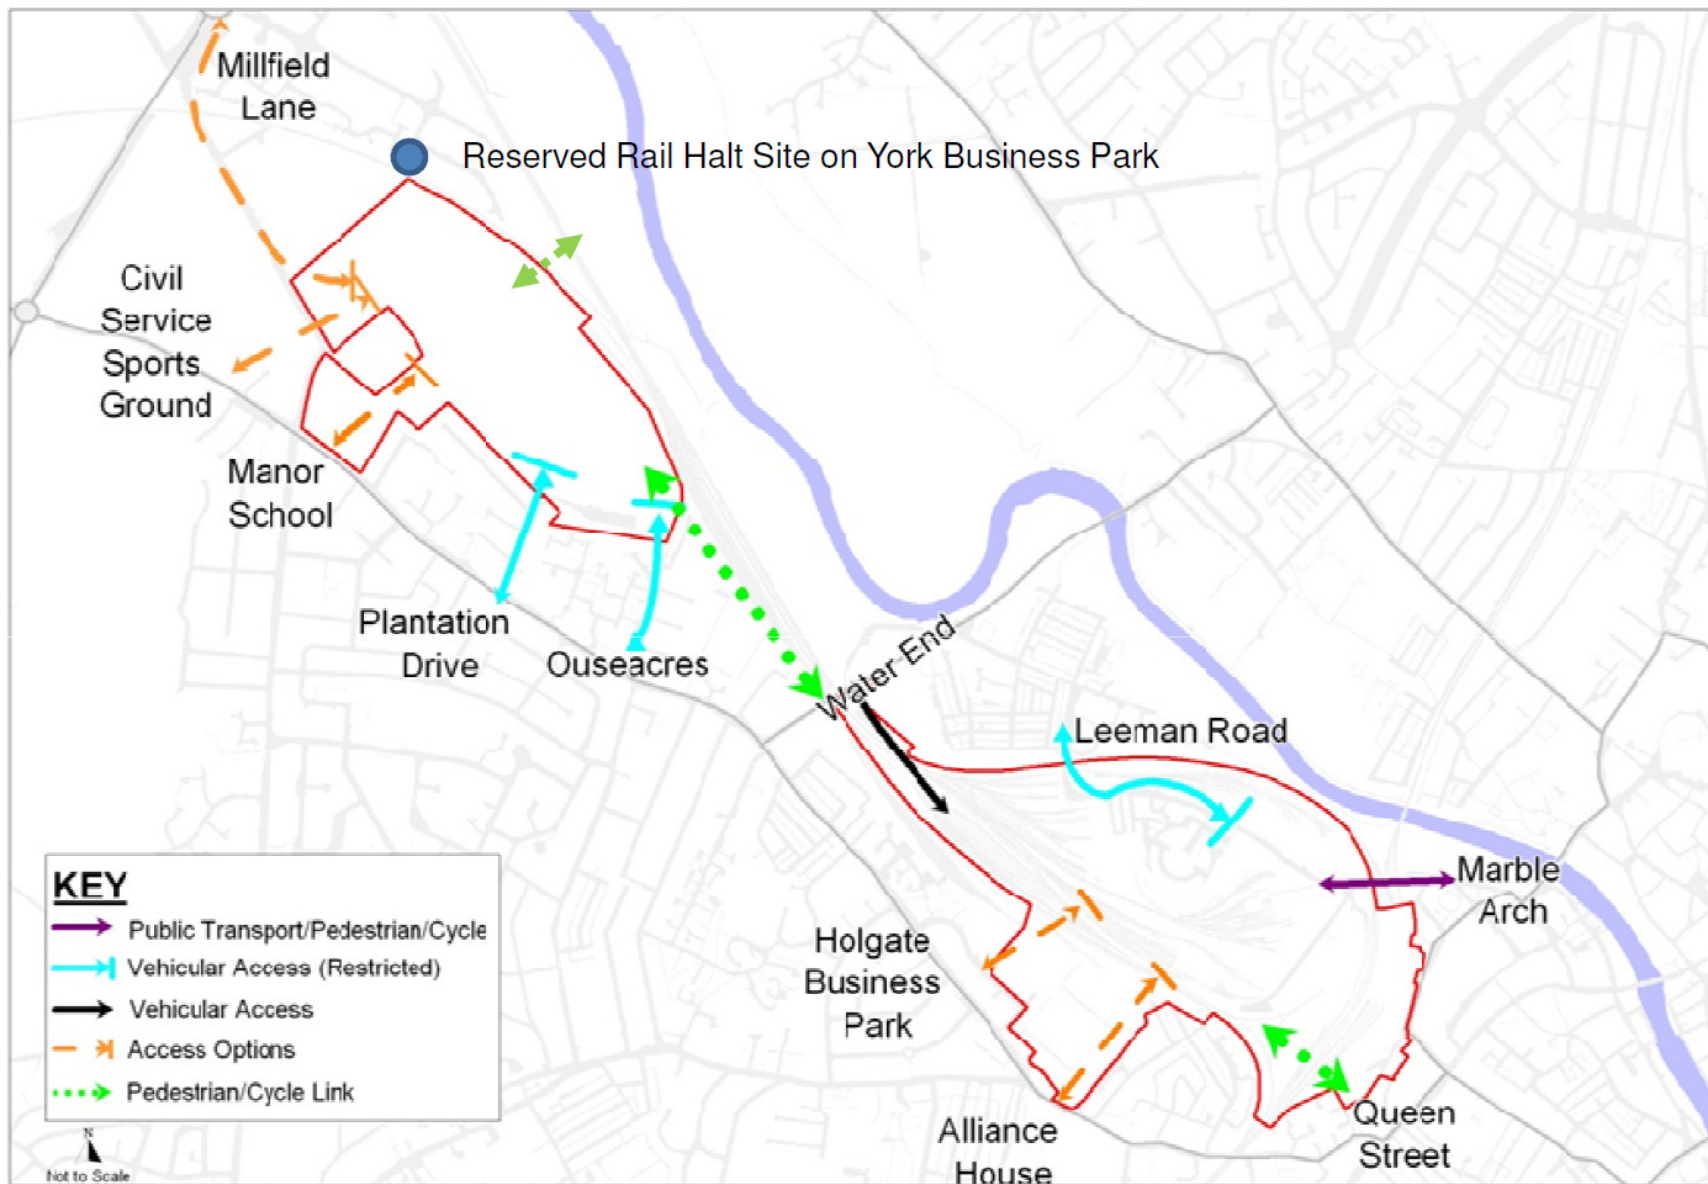 Millfield
Lane
Reserved Rail Halt Site on York Business Park
Civil
Service
Sports
Ground
Manor
School
Plantation
Drive
Ouseacres
Water End
Leeman Road
Marble
Arch
Holgate
Business
Park
Alliance
House
Queen
Street
KEY
Public Transport/Pedestrian/Cycle
Vehicular Access (Restricted)
Vehicular Access
Access Options
Pedestrian/Cycle Link
N
Not to Scale